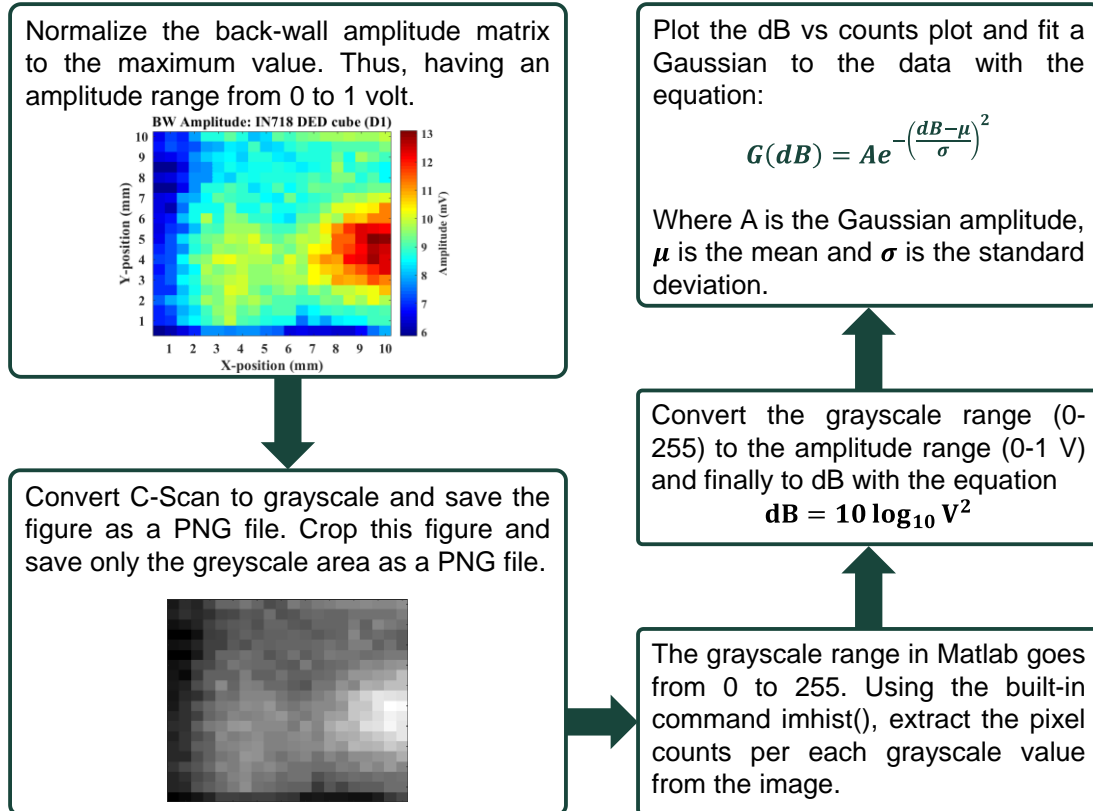 Normalize the back-wall amplitude matrix
to the maximum value. Thus, having an
amplitude range from 0 to 1 volt.
BW Amplitude: IN718 DED cube (D1)
10
9
8
7
6
5
4
3
2
1
Y-position (mm)
1 2 3 4 5 6 7 8 9 10
X-position (mm)
13
12
11
10
9
8
7
6
Amplitude (mV)
Convert C-Scan to grayscale and save the
figure as a PNG file. Crop this figure and
save only the greyscale area as a PNG file.
The grayscale range in Matlab goes
from 0 to 255. Using the built-in
command imhist(), extract the pixel
counts per each grayscale value
from the image.
Convert the grayscale range (0-
255) to the amplitude range (0-1 V)
and finally to dB with the equation
dB = 10 log₁₀ V²
Plot the dB vs counts plot and fit a
Gaussian to the data with the
equation:
G(dB) = Ae^−((dB−μ)/σ)²
Where A is the Gaussian amplitude,
μ is the mean and σ is the standard
deviation.